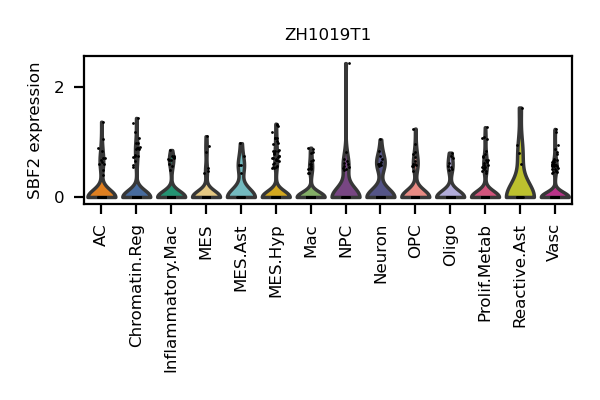 ZH1019T1
SBF2 expression
2
0
AC
Chromatin.Reg
Inflammatory.Mac
MES
MES.Ast
MES.Hyp
Mac
NPC
Neuron
OPC
Oligo
Prolif.Metab
Reactive.Ast
Vasc